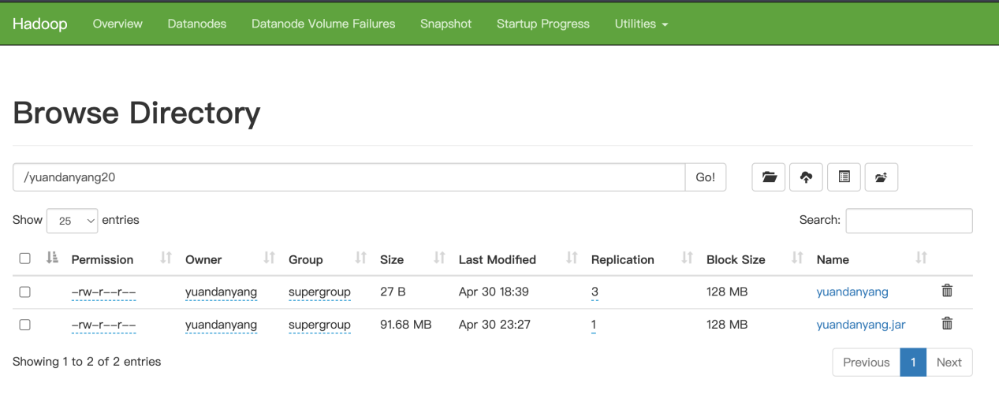 Hadoop Overview Datanodes Datanode Volume Failures Snapshot Startup Progress Utilities
Browse Directory
/yuandanyang20 Go!
Show 25 entries Search:
Permission Owner Group Size Last Modified Replication Block Size Name
-rw-r--r-- yuandanyang supergroup 27 B Apr 30 18:39 3 128 MB yuandanyang
-rw-r--r-- yuandanyang supergroup 91.68 MB Apr 30 23:27 1 128 MB yuandanyang.jar
Showing 1 to 2 of 2 entries Previous 1 Next